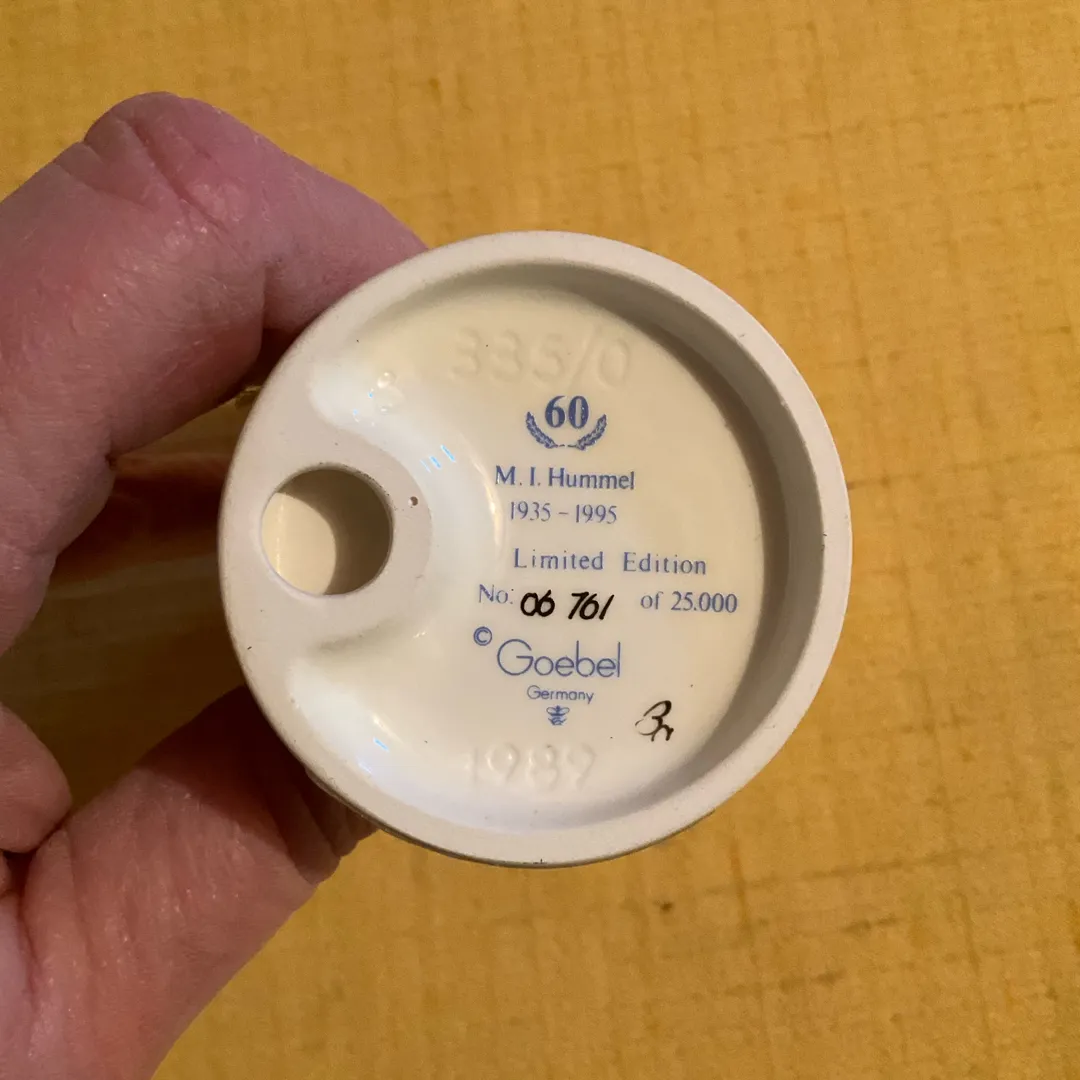 335/0
60
M. I. Hummel
1935 - 1995
Limited Edition
No: 06 761 of 25.000
© Goebel
Germany
1989